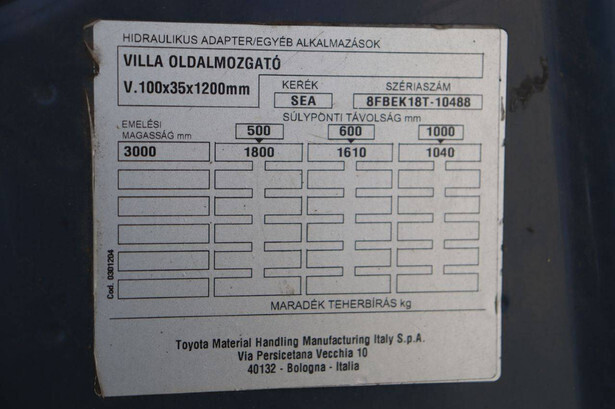 HIDRAULIKUS ADAPTER/EGYÉB ALKALMAZÁSOK
VILLA OLDALMOZGATÓ
V.100x35x1200mm
KERÉK SZÉRIASZÁM
SEA 8FBEK18T-10488
SÚLYPONTI TÁVOLSÁG mm
EMELÉSI
MAGASSÁG mm
500 600 1000
3000 1800 1610 1040
MARADÉK TEHERBÍRÁS kg
Cod. 0301204
Toyota Material Handling Manufacturing Italy S.p.A.
Via Persicetana Vecchia 10
40132 - Bologna - Italia